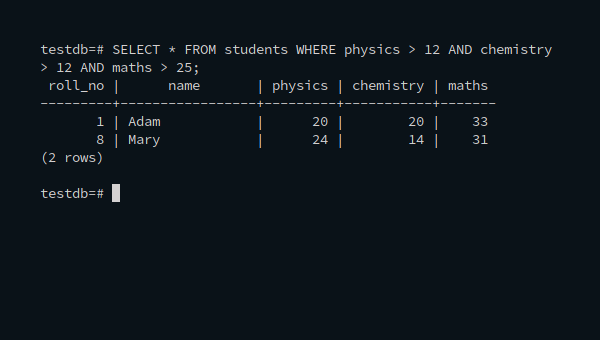 testdb=# SELECT * FROM students WHERE physics > 12 AND chemistry
> 12 AND maths > 25;
 roll_no |      name       | physics | chemistry | maths
---------+-----------------+---------+-----------+-------
       1 | Adam            |      20 |        20 |    33
       8 | Mary            |      24 |        14 |    31
(2 rows)
testdb=#